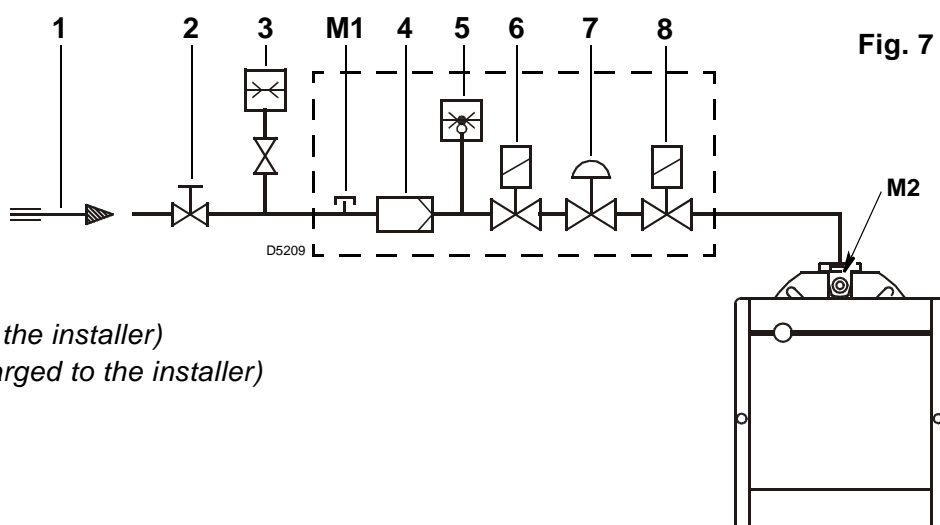 1 2 3 M1 4 5 6 7 8
Fig. 7
M2
D5209
the installer)
arged to the installer)